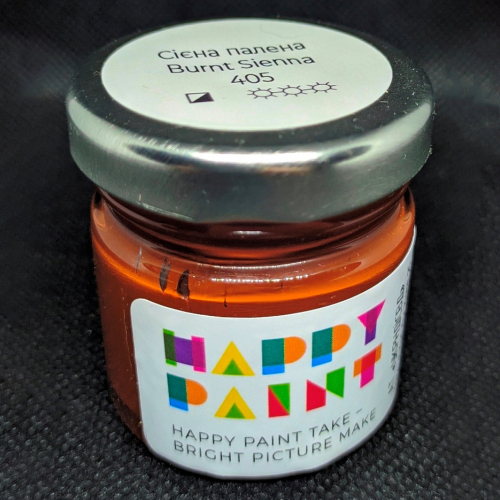 Сієна палена
Burnt Sienna
405
HAPPY
PAINT
HAPPY PAINT TAKE –
BRIGHT PICTURE MAKE